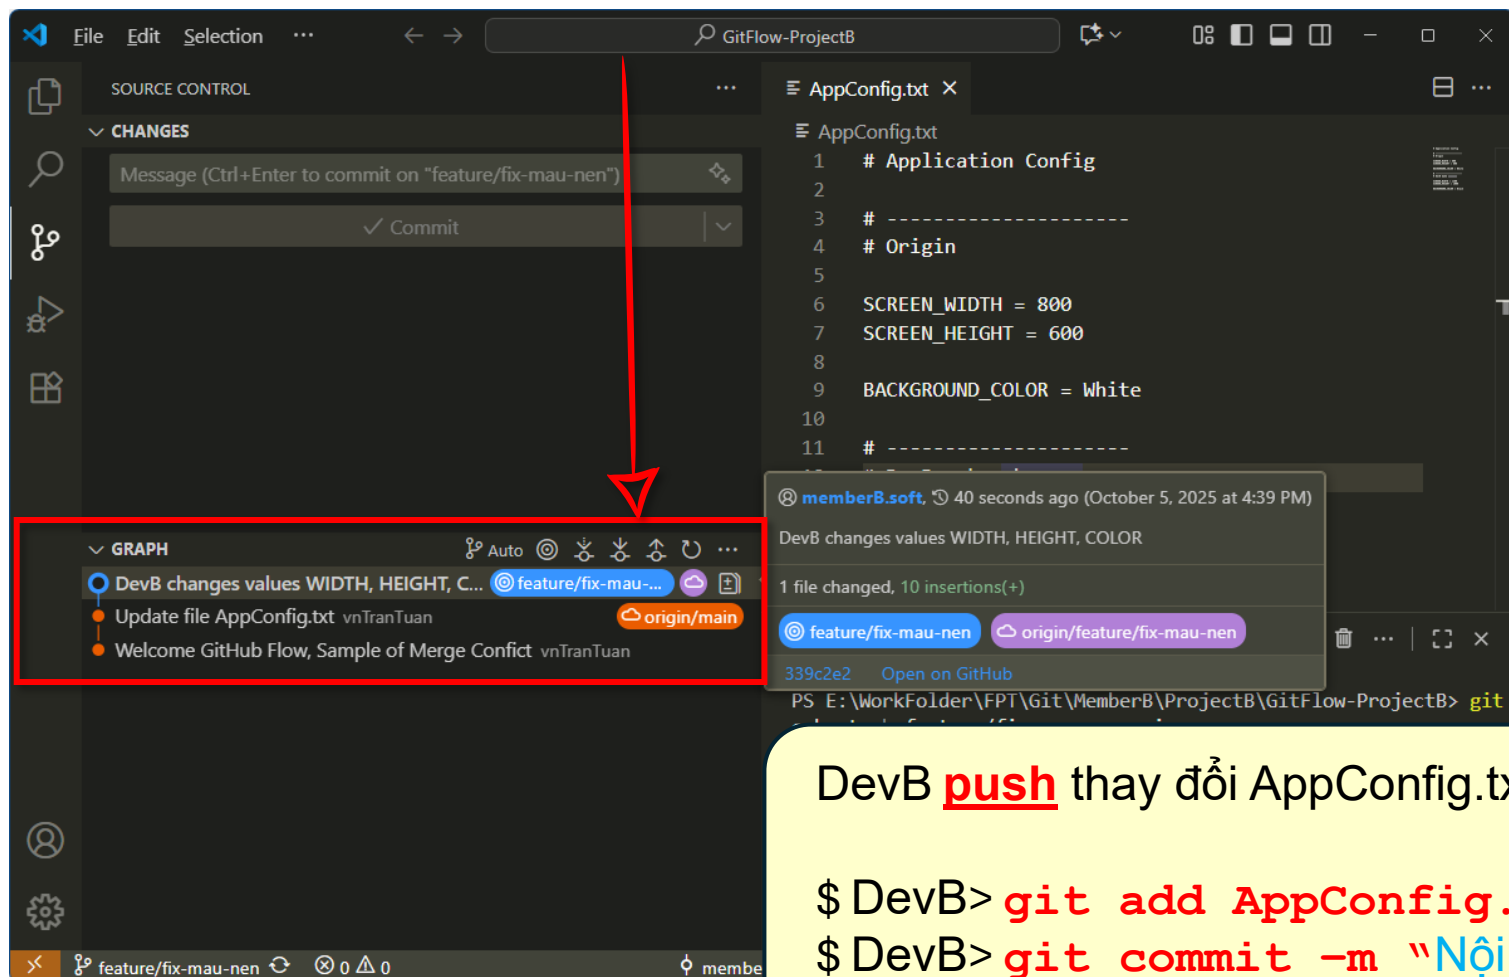 File Edit Selection ··· GitFlow-ProjectB
SOURCE CONTROL ···
CHANGES
Message (Ctrl+Enter to commit on "feature/fix-mau-nen")
Commit
GRAPH Auto ···
DevB changes values WIDTH, HEIGHT, C... feature/fix-mau-...
Update file AppConfig.txt vnTranTuan origin/main
Welcome GitHub Flow, Sample of Merge Confict vnTranTuan
feature/fix-mau-nen 0 0 membe
AppConfig.txt
AppConfig.txt
1 # Application Config
2
3 # ---------------------
4 # Origin
5
6 SCREEN_WIDTH = 800
7 SCREEN_HEIGHT = 600
8
9 BACKGROUND_COLOR = White
10
11 # ---------------------
memberB.soft, 40 seconds ago (October 5, 2025 at 4:39 PM)
DevB changes values WIDTH, HEIGHT, COLOR
1 file changed, 10 insertions(+)
feature/fix-mau-nen origin/feature/fix-mau-nen
339c2e2 Open on GitHub
PS E:\WorkFolder\FPT\Git\MemberB\ProjectB\GitFlow-ProjectB> git
DevB push thay đổi AppConfig.tx
$ DevB> git add AppConfig.
$ DevB> git commit –m “Nội